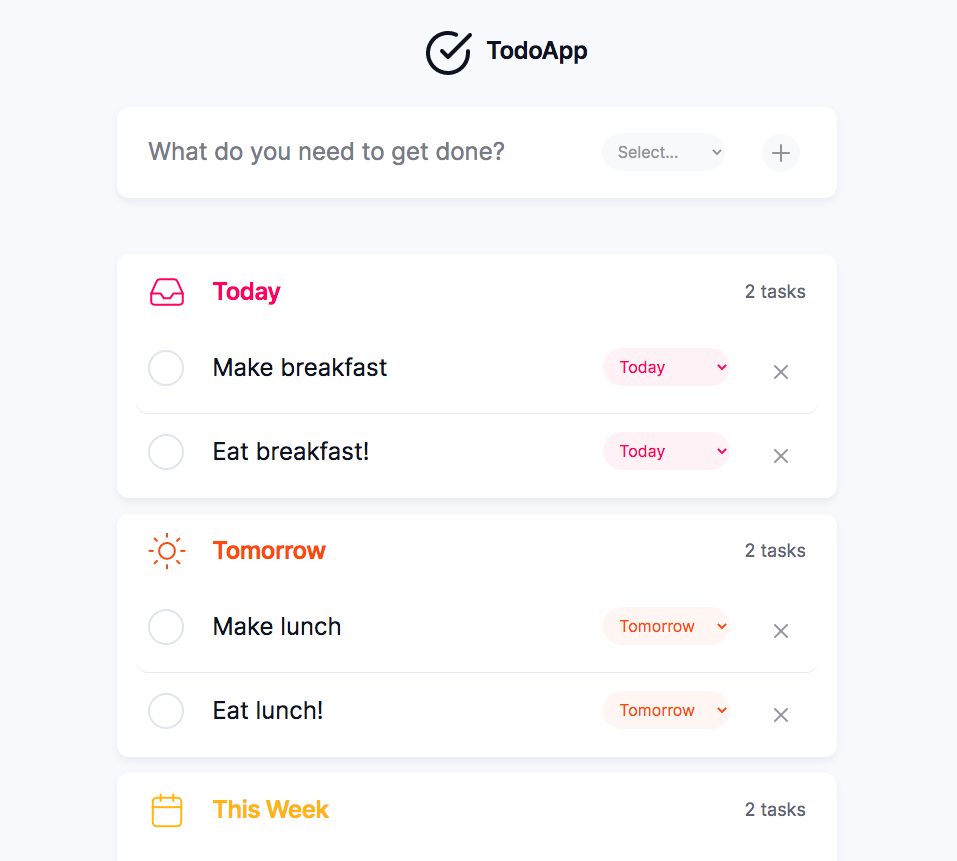 TodoApp
What do you need to get done? Select...
Today 2 tasks
Make breakfast Today
Eat breakfast! Today
Tomorrow 2 tasks
Make lunch Tomorrow
Eat lunch! Tomorrow
This Week 2 tasks